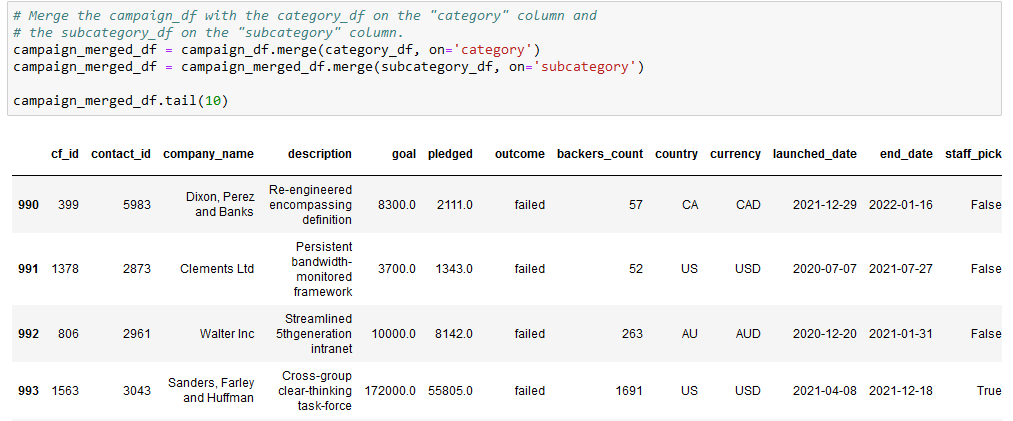 # Merge the campaign_df with the category_df on the "category" column and
# the subcategory_df on the "subcategory" column.
campaign_merged_df = campaign_df.merge(category_df, on='category')
campaign_merged_df = campaign_merged_df.merge(subcategory_df, on='subcategory')
campaign_merged_df.tail(10)
cf_id contact_id company_name description goal pledged outcome backers_count country currency launched_date end_date staff_pick
990 399 5983 Dixon, Perez and Banks Re-engineered encompassing definition 8300.0 2111.0 failed 57 CA CAD 2021-12-29 2022-01-16 False
991 1378 2873 Clements Ltd Persistent bandwidth-monitored framework 3700.0 1343.0 failed 52 US USD 2020-07-07 2021-07-27 False
992 806 2961 Walter Inc Streamlined 5thgeneration intranet 10000.0 8142.0 failed 263 AU AUD 2020-12-20 2021-01-31 False
993 1563 3043 Sanders, Farley and Huffman Cross-group clear-thinking task-force 172000.0 55805.0 failed 1691 US USD 2021-04-08 2021-12-18 True